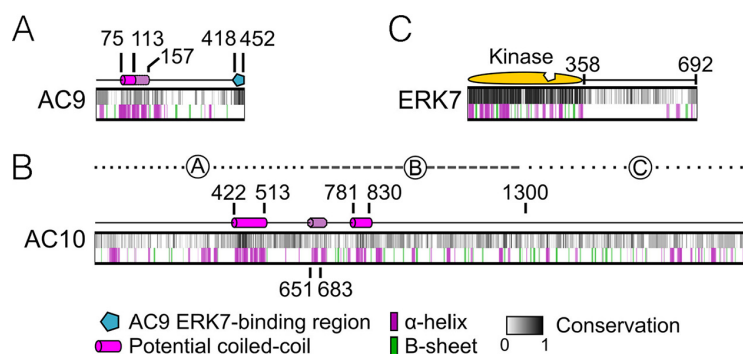 A
75 113 157 418 452
AC9
C
Kinase 358 692
ERK7
B
A B C
422 513 781 830 1300
AC10
651 683
AC9 ERK7-binding region
Potential coiled-coil
α-helix
B-sheet
0 1 Conservation